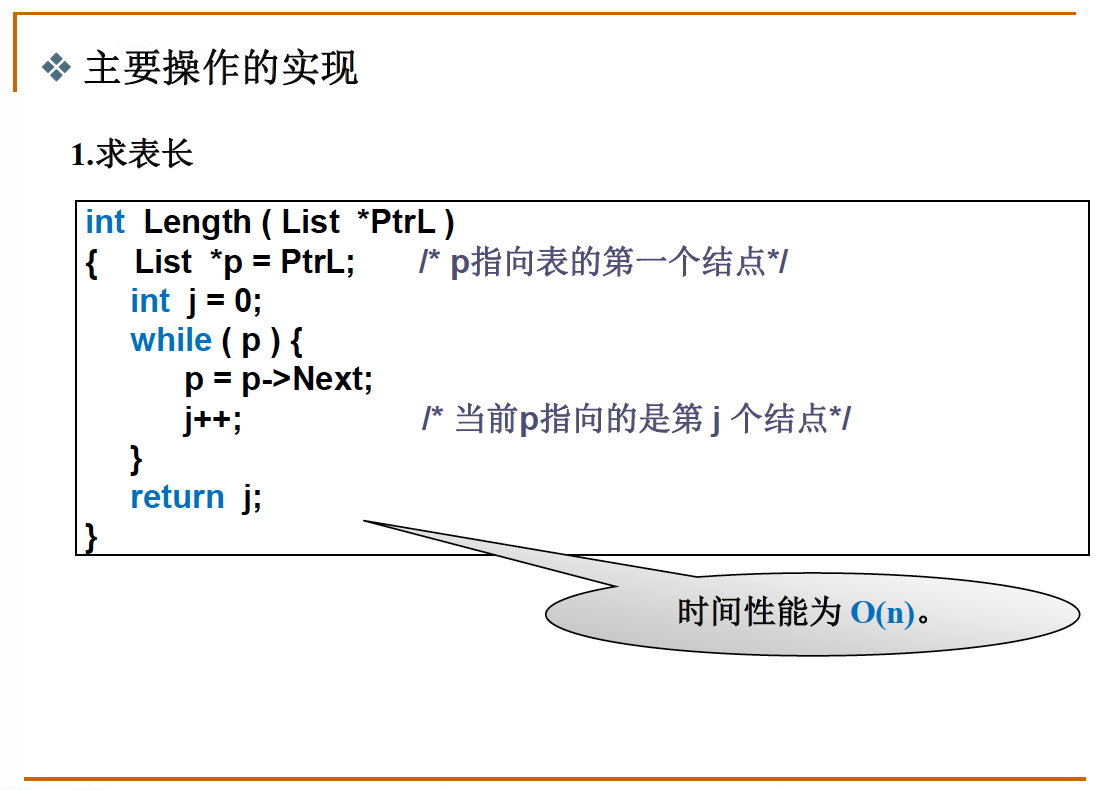 主要操作的实现
1.求表长
int Length ( List *PtrL )
{ List *p = PtrL; /* p指向表的第一个结点*/
int j = 0;
while ( p ) {
p = p->Next;
j++; /* 当前p指向的是第 j 个结点*/
}
return j;
}
时间性能为 O(n)。